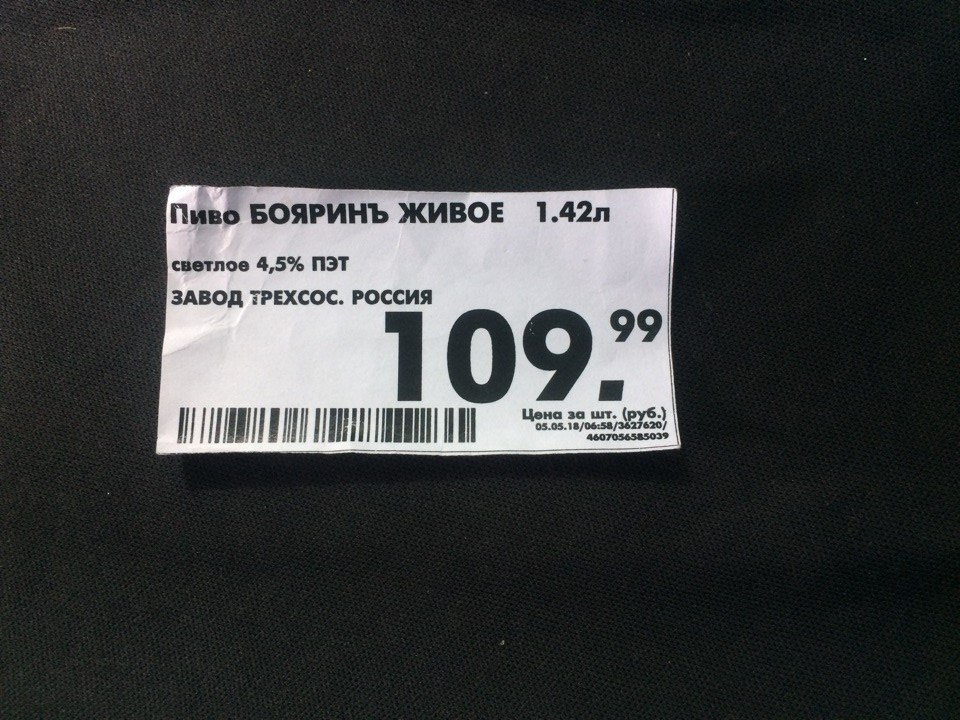 Пиво БОЯРИНЪ ЖИВОЕ 1.42л
светлое 4,5% ПЭТ
ЗАВОД ТРЕХСОС. РОССИЯ
109.99
Цена за шт. (руб.)
05.05.18/06:58/3627620/
4607056585039